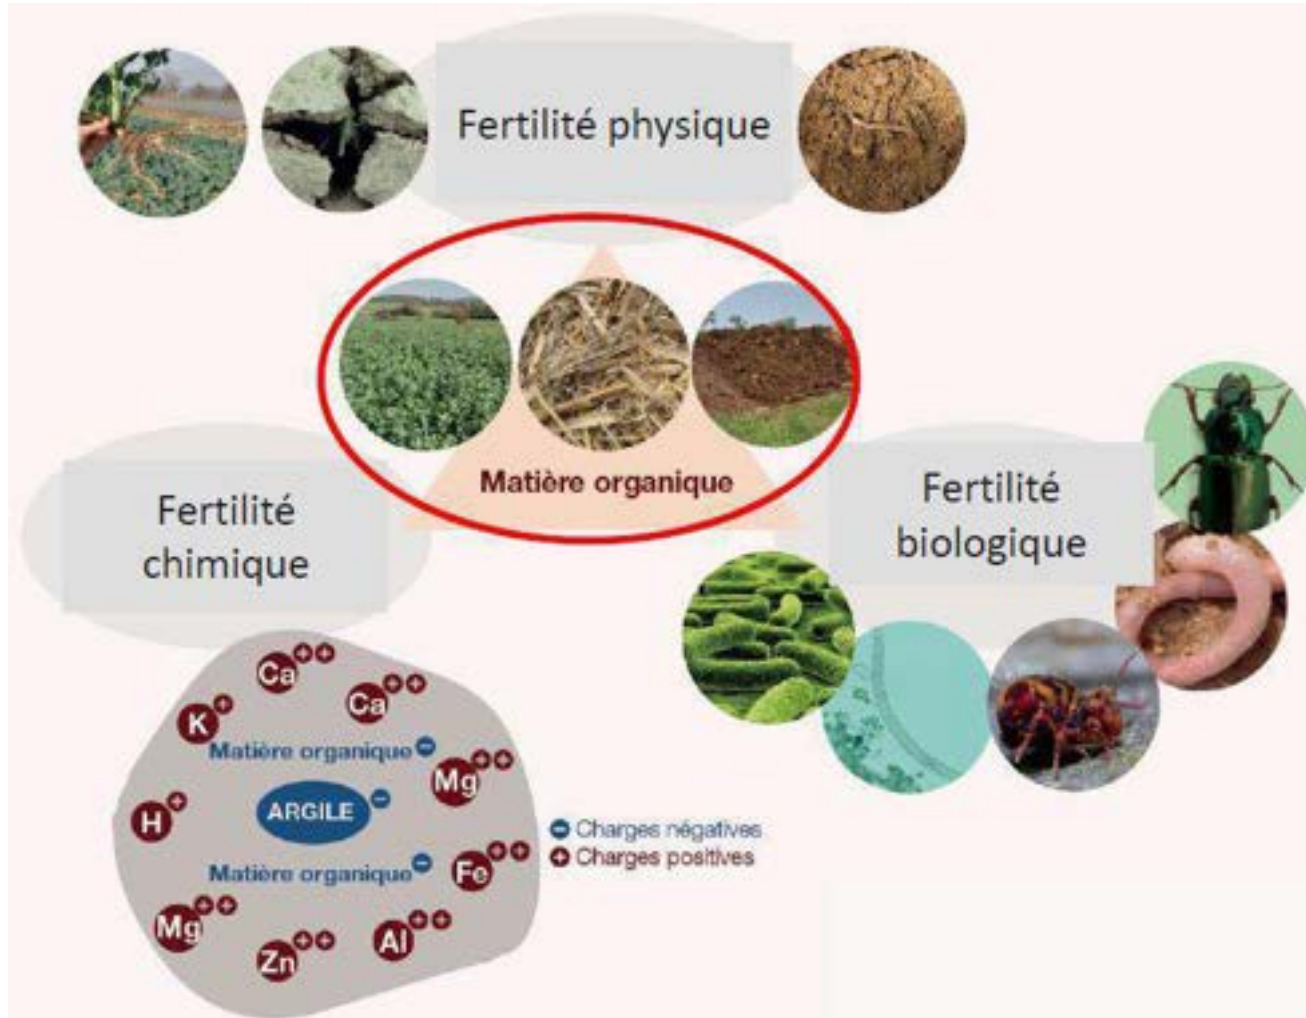 Fertilité physique
Matière organique
Fertilité
chimique
Fertilité
biologique
Ca++
Ca++
K+
Matière organique -
Mg++
H+
ARGILE -
- Charges négatives
+ Charges positives
Matière organique -
Fe++
Mg++
Al++
Zn++